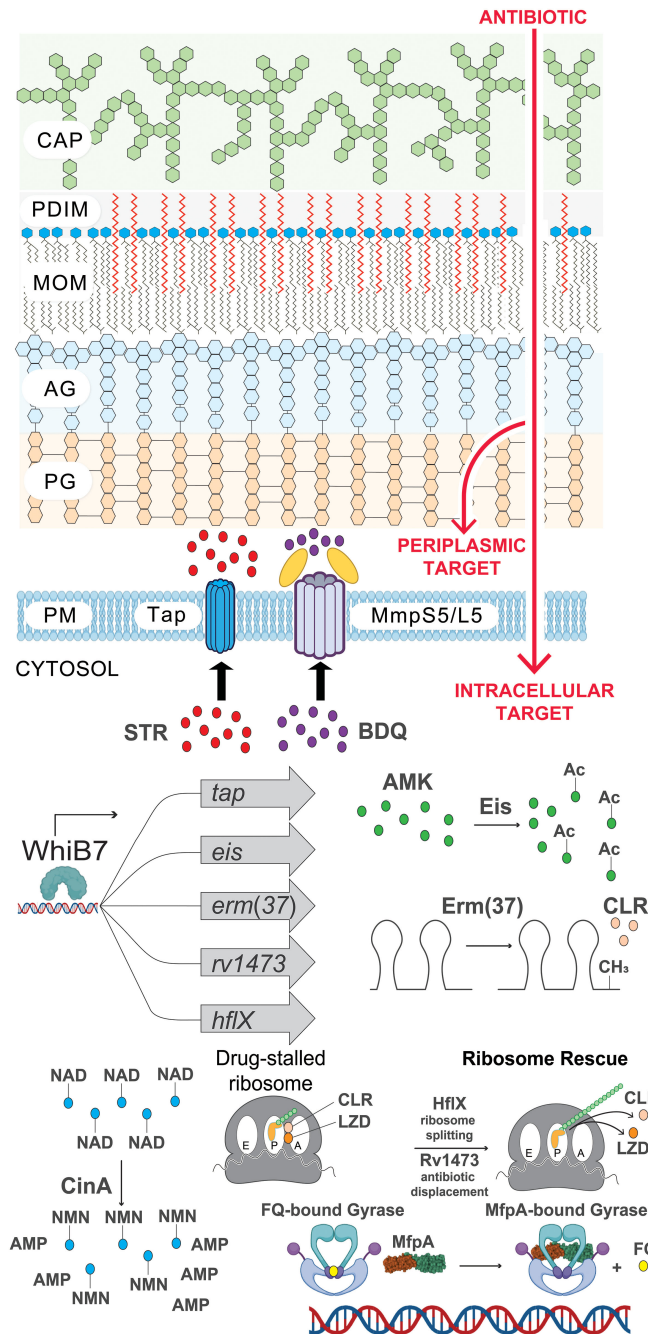 ANTIBIOTIC
CAP
PDIM
MOM
AG
PG
PERIPLASMIC
TARGET
PM
Tap
MmpS5/L5
CYTOSOL
INTRACELLULAR
TARGET
STR
BDQ
WhiB7
tap
eis
erm(37)
rv1473
hflX
AMK
Eis
Ac
Ac
Ac
Ac
Erm(37)
CLR
CH₃
NAD
NAD
NAD
NAD
NAD
CinA
NMN
NMN
NMN
AMP
AMP
NMN
NMN
AMP
AMP
AMP
Drug-stalled
ribosome
CLR
LZD
E
P
A
HflX
ribosome
splitting
Rv1473
antibiotic
displacement
Ribosome Rescue
CL
LZD
E
P
A
FQ-bound Gyrase
MfpA
MfpA-bound Gyrase
+
FQ